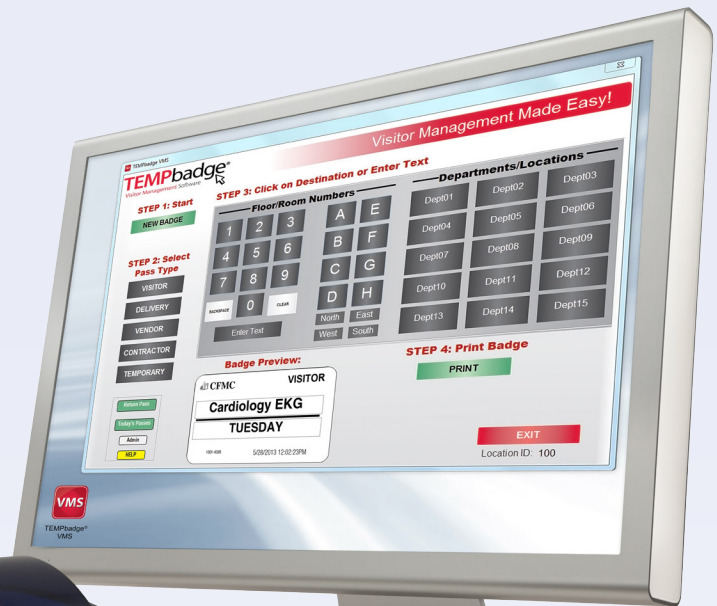 TEMPbadge VMS
TEMPbadge®
Visitor Management Software
Visitor Management Made Easy!
STEP 1: Start
NEW BADGE
STEP 2: Select
Pass Type
VISITOR
DELIVERY
VENDOR
CONTRACTOR
TEMPORARY
Return Pass
Today's Passes
Admin
HELP
STEP 3: Click on Destination or Enter Text
Floor/Room Numbers
1 2 3 A E
4 5 6 B F
7 8 9 C G
BACKSPACE 0 CLEAR D H
North East
Enter Text West South
Departments/Locations
Dept01 Dept02 Dept03
Dept04 Dept05 Dept06
Dept07 Dept08 Dept09
Dept10 Dept11 Dept12
Dept13 Dept14 Dept15
Badge Preview:
CFMC VISITOR
Cardiology EKG
TUESDAY
5/28/2013 12:02:23PM
STEP 4: Print Badge
PRINT
EXIT
Location ID: 100
VMS
TEMPbadge®
VMS